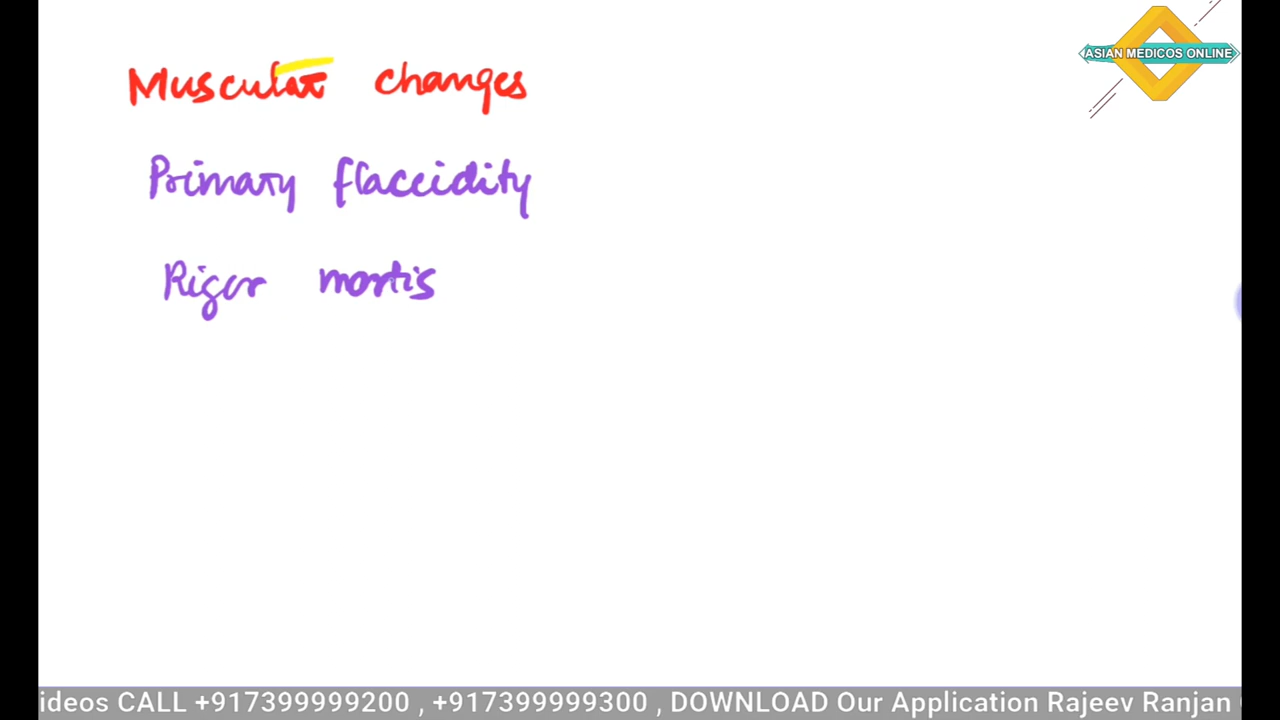 ASIAN MEDICOS ONLINE
Muscular changes
Primary flaccidity
Rigor mortis
ideos CALL +917399999200 , +917399999300 , DOWNLOAD Our Application Rajeev Ranjan